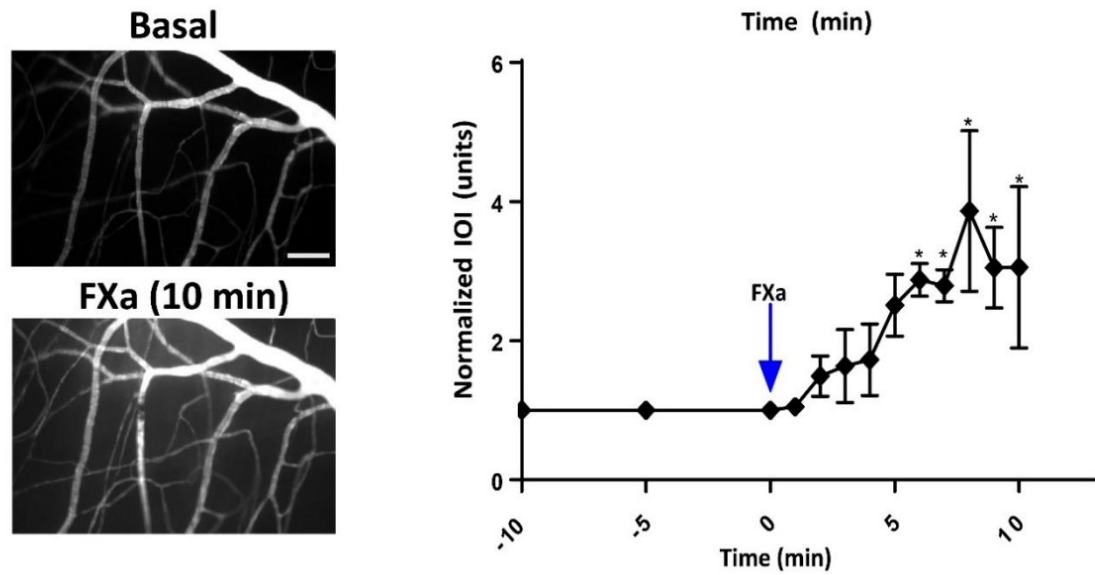 Basal
FXa (10 min)
Time (min)
Normalized IOI (units)
6
4
2
0
FXa
*
*
*
*
*
-10
-5
0
5
10
Time (min)